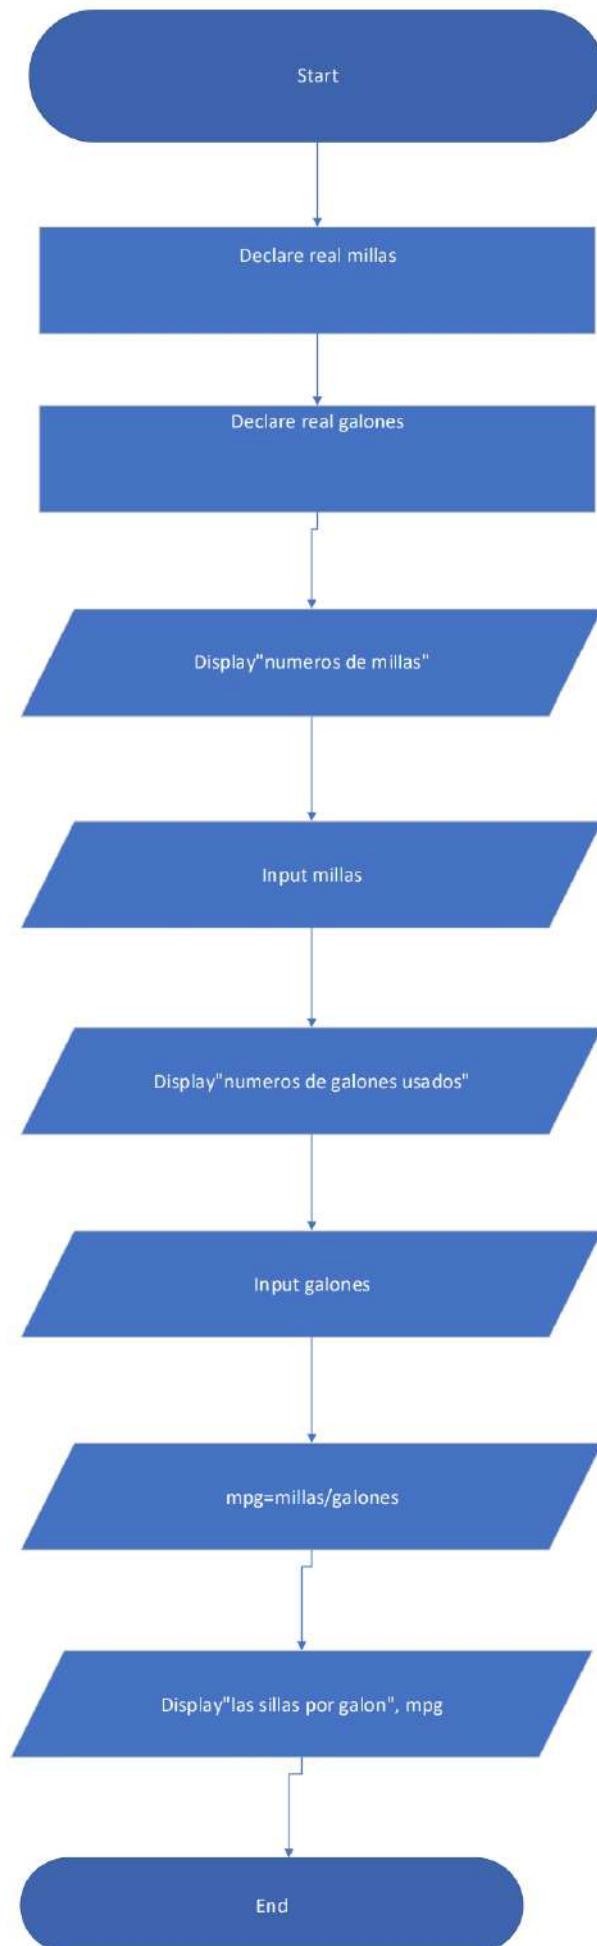 Start
Declare real millas
Declare real galones
Display"numeros de millas"
Input millas
Display"numeros de galones usados"
Input galones
mpg=millas/galones
Display"las sillas por galon", mpg
End